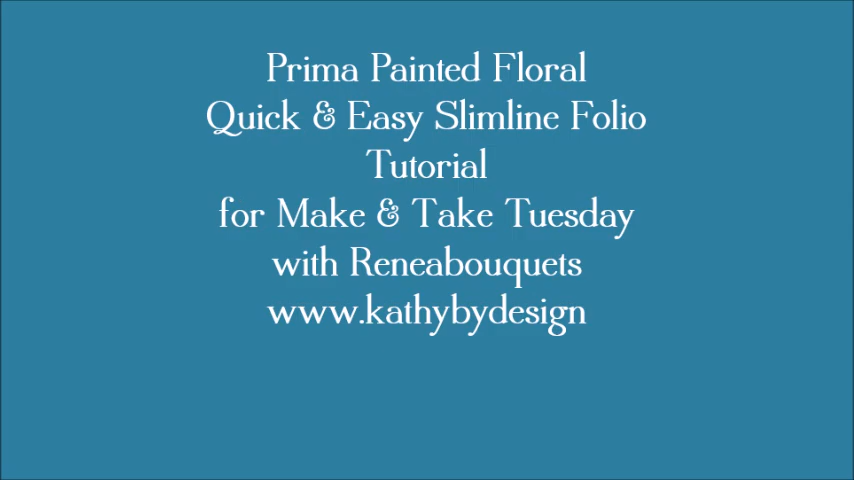 Prima Painted Floral
Quick & Easy Slimline Folio
Tutorial
for Make & Take Tuesday
with Reneabouquets
www.kathybydesign